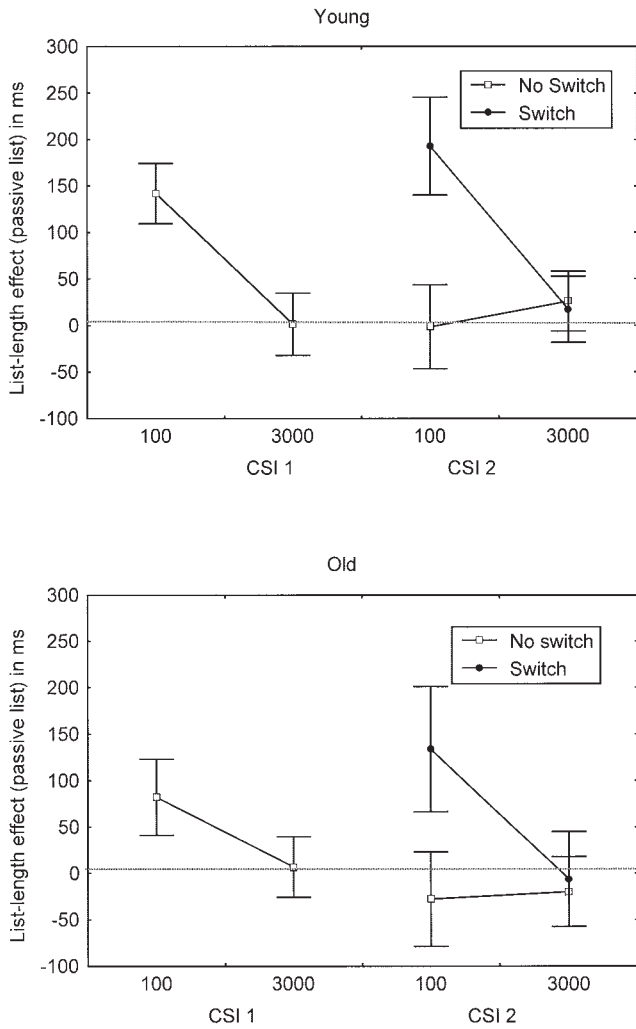 Young
List-length effect (passive list) in ms
300
250
200
150
100
50
0
-50
-100
No Switch
Switch
100 3000 100 3000
CSI 1 CSI 2
Old
List-length effect (passive list) in ms
300
250
200
150
100
50
0
-50
-100
No switch
Switch
100 3000 100 3000
CSI 1 CSI 2